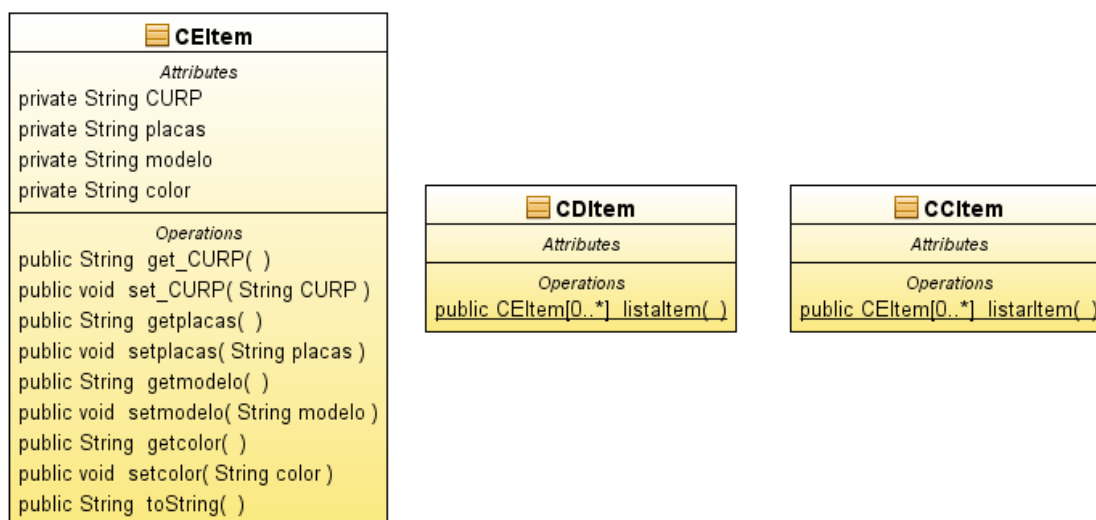 CEItem
Attributes
private String CURP
private String placas
private String modelo
private String color
Operations
public String get_CURP( )
public void set_CURP( String CURP )
public String getplacas( )
public void setplacas( String placas )
public String getmodelo( )
public void setmodelo( String modelo )
public String getcolor( )
public void setcolor( String color )
public String toString( )
CDItem
Attributes
Operations
public CEItem[0..*] listaItem( )
CCItem
Attributes
Operations
public CEItem[0..*] listarItem( )